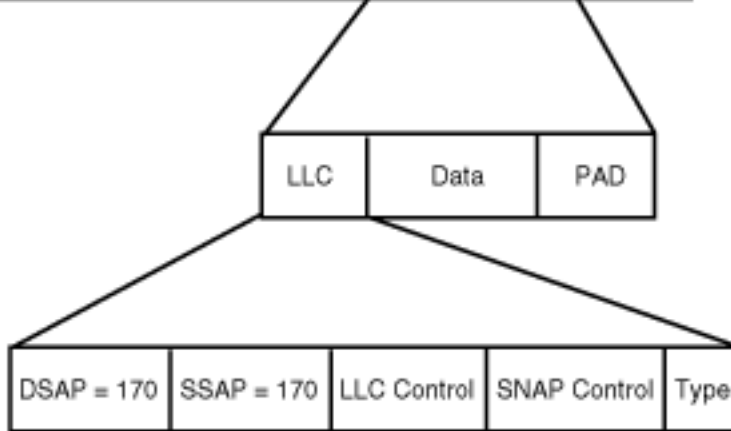 LLC Data PAD
DSAP = 170 SSAP = 170 LLC Control SNAP Control Type